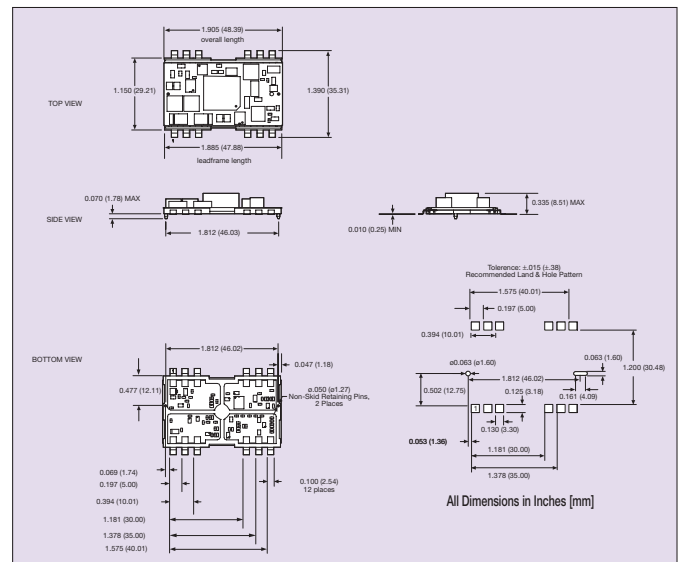 1.905 (48.39)
overall length
1.150 (29.21)
1.390 (35.31)
TOP VIEW
1.885 (47.88)
leadframe length
0.070 (1.78) MAX
0.335 (8.51) MAX
SIDE VIEW
1.812 (46.03)
0.010 (0.25) MIN
Tolerence: ±.015 (±.38)
Recommended Land & Hole Pattern
1.575 (40.01)
0.197 (5.00)
0.394 (10.01)
BOTTOM VIEW
1.812 (46.02)
0.047 (1.18)
0.477 (12.11)
ø.050 (ø1.27)
Non-Skid Retaining Pins,
2 Places
ø0.063 (ø1.60)
0.063 (1.60)
1.200 (30.48)
1.812 (46.02)
0.502 (12.75)
0.125 (3.18)
0.161 (4.09)
1
0.130 (3.30)
0.053 (1.36)
1.181 (30.00)
1.378 (35.00)
0.069 (1.74)
0.197 (5.00)
0.100 (2.54)
12 places
0.394 (10.01)
1.181 (30.00)
1.378 (35.00)
1.575 (40.01)
All Dimensions in Inches [mm]